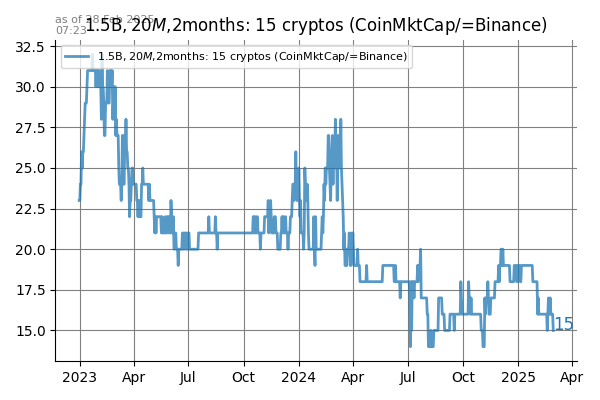 as of 28 Feb 2025
07:23
1.5B, 20M,2months: 15 cryptos (CoinMktCap/=Binance)
1.5B, 20M,2months: 15 cryptos (CoinMktCap/=Binance)
32.5
30.0
27.5
25.0
22.5
20.0
17.5
15.0
15
2023 Apr Jul Oct 2024 Apr Jul Oct 2025 Apr